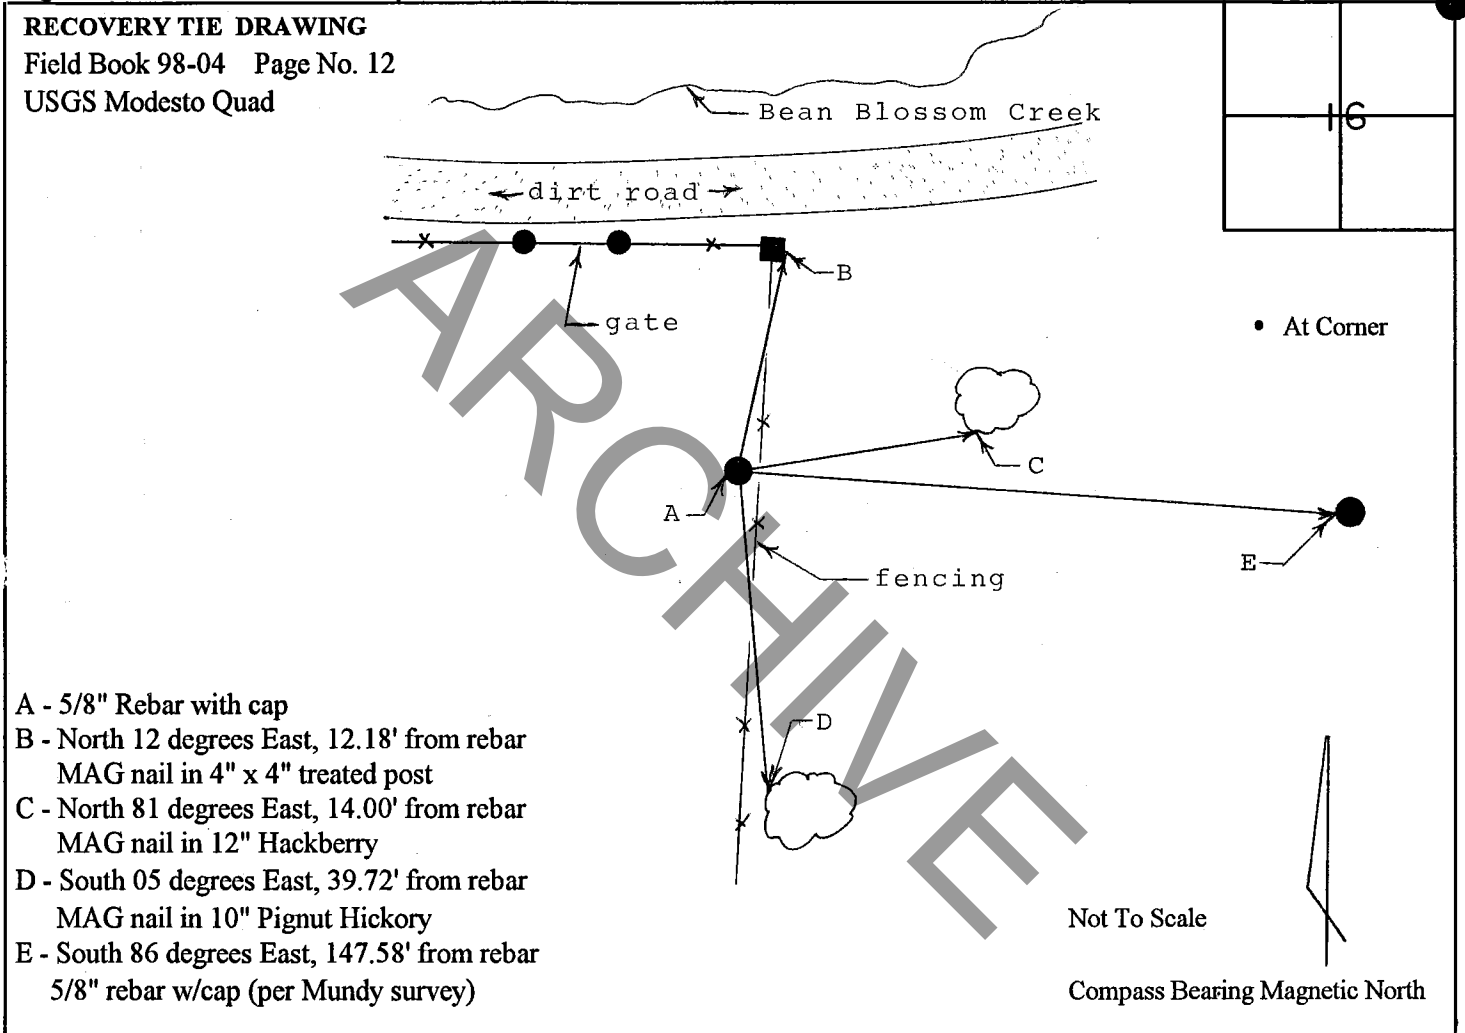 RECOVERY TIE DRAWING
Field Book 98-04 Page No. 12
USGS Modesto Quad
Bean Blossom Creek
16
dirt road
B
gate
• At Corner
C
A
E
fencing
D
ARCHIVE
A - 5/8" Rebar with cap
B - North 12 degrees East, 12.18' from rebar
MAG nail in 4" x 4" treated post
C - North 81 degrees East, 14.00' from rebar
MAG nail in 12" Hackberry
D - South 05 degrees East, 39.72' from rebar
MAG nail in 10" Pignut Hickory
E - South 86 degrees East, 147.58' from rebar
5/8" rebar w/cap (per Mundy survey)
Not To Scale
Compass Bearing Magnetic North